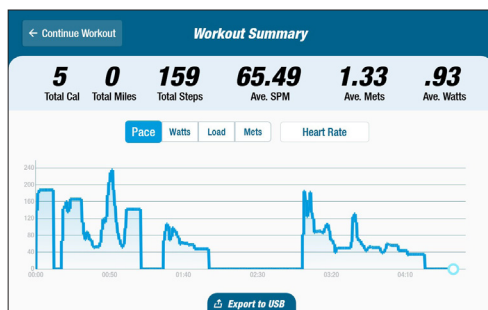 ← Continue Workout
Workout Summary
5
0
159
65.49
1.33
.93
Total Cal
Total Miles
Total Steps
Ave. SPM
Ave. Mets
Ave. Watts
Pace
Watts
Load
Mets
Heart Rate
240
200
160
120
80
40
0
00:00
00:50
01:40
02:30
03:20
04:10
Export to USB